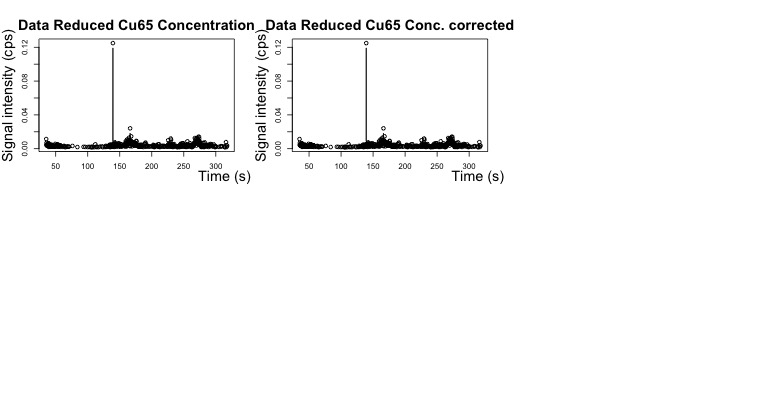 Data Reduced Cu65 Concentration
Signal intensity (cps)
0.00 0.04 0.08 0.12
50 100 150 200 250 300
Time (s)
Data Reduced Cu65 Conc. corrected
Signal intensity (cps)
0.00 0.04 0.08 0.12
50 100 150 200 250 300
Time (s)